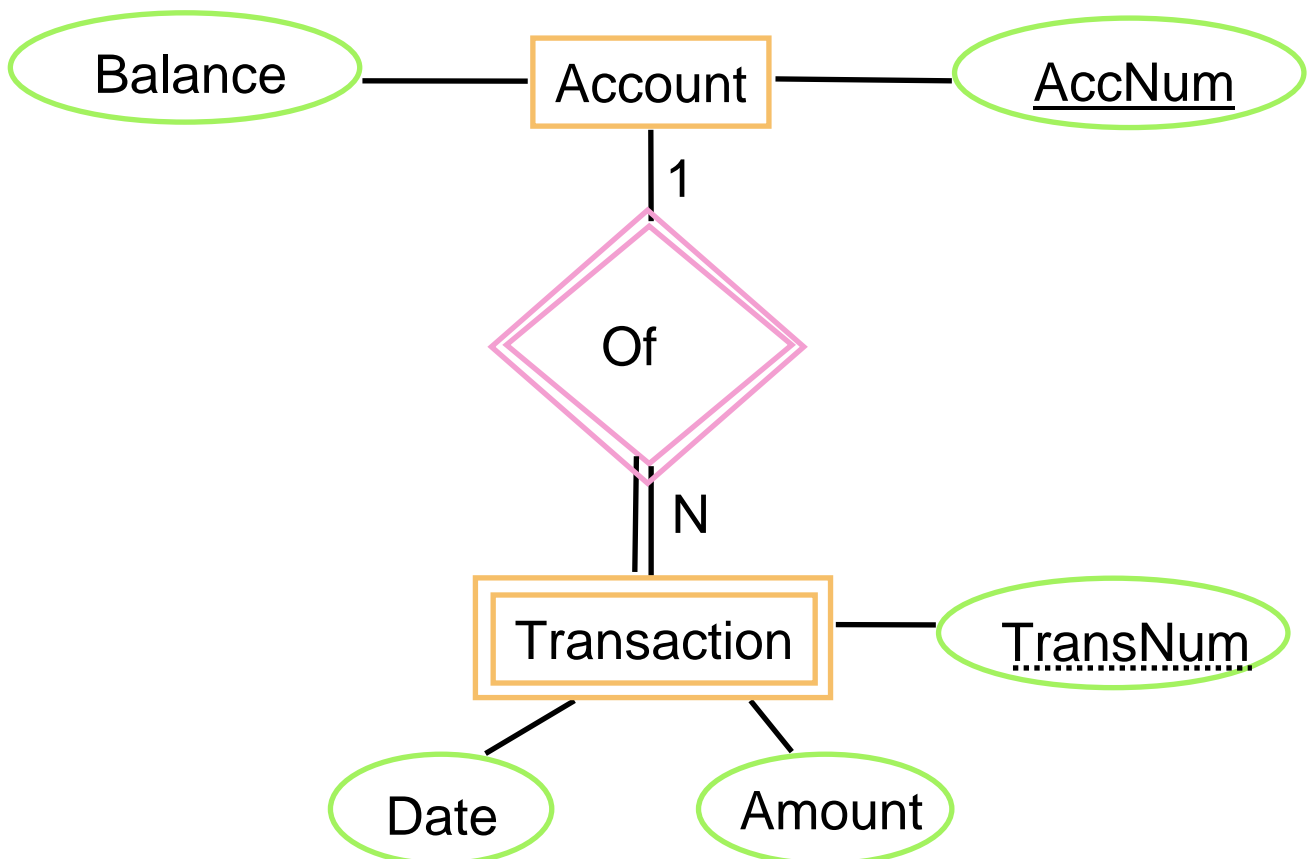 Balance
Account
AccNum
1
Of
N
Transaction
TransNum
Date
Amount